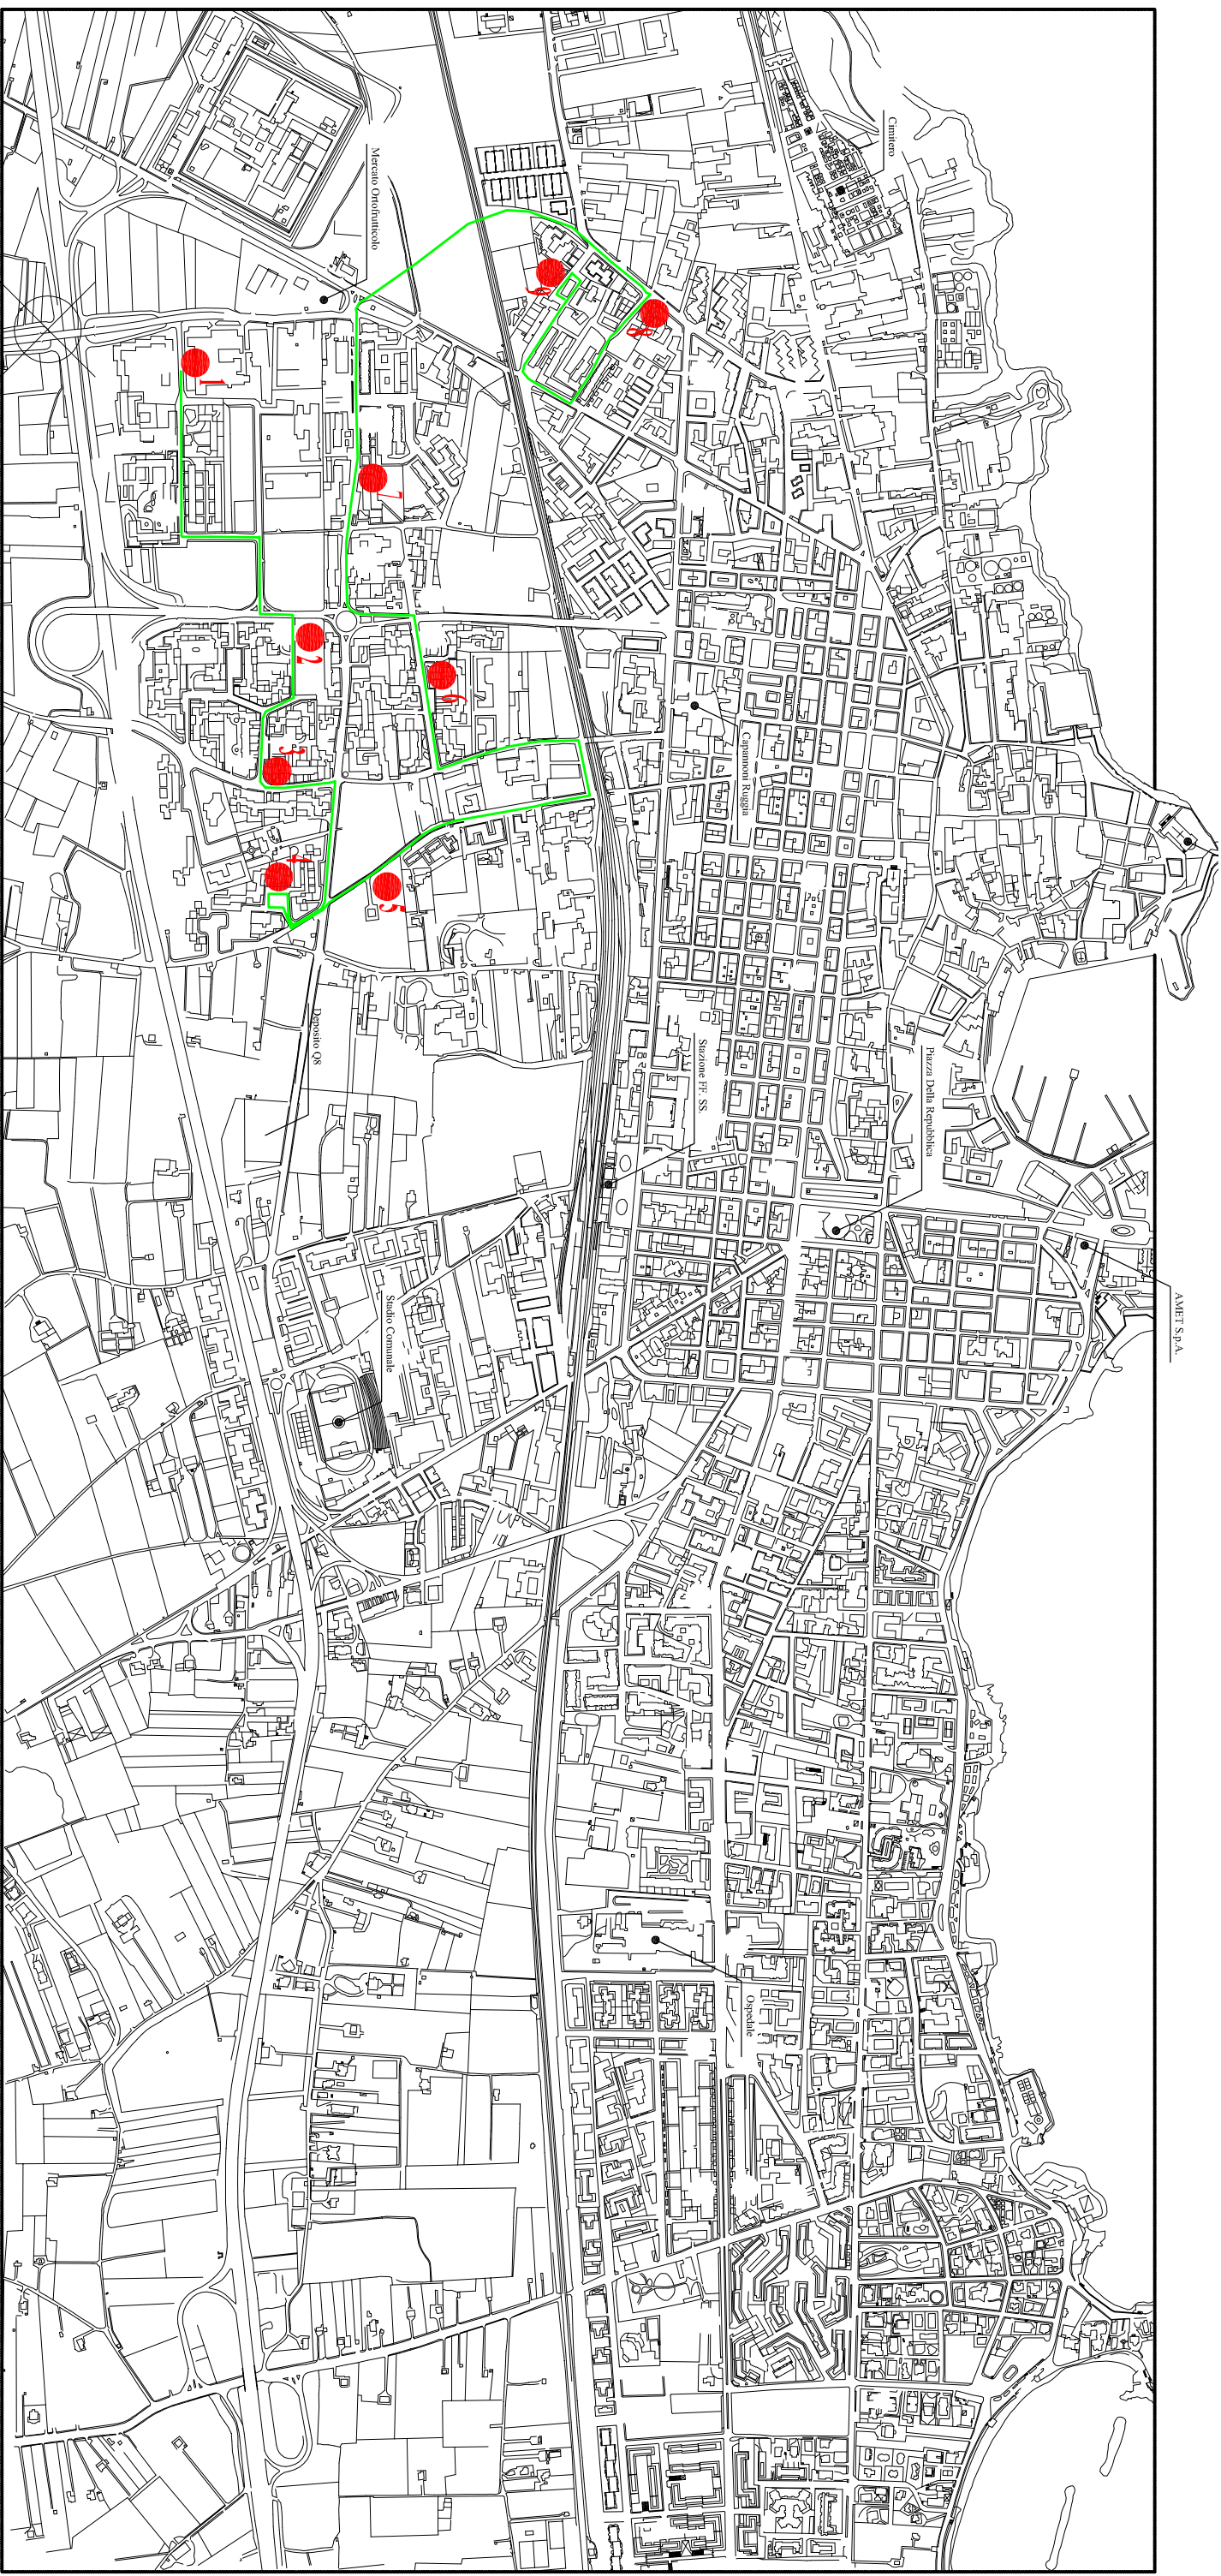 Cimitero
Mercato Ortofrutticolo
Capannoni Ruggia
Piazza Della Repubblica
Stazione FF. SS.
Deposito Q8
AMET S.p.A.
Stadio Comunale
Ospedale
1
2
3
4
5
6
7
8
9